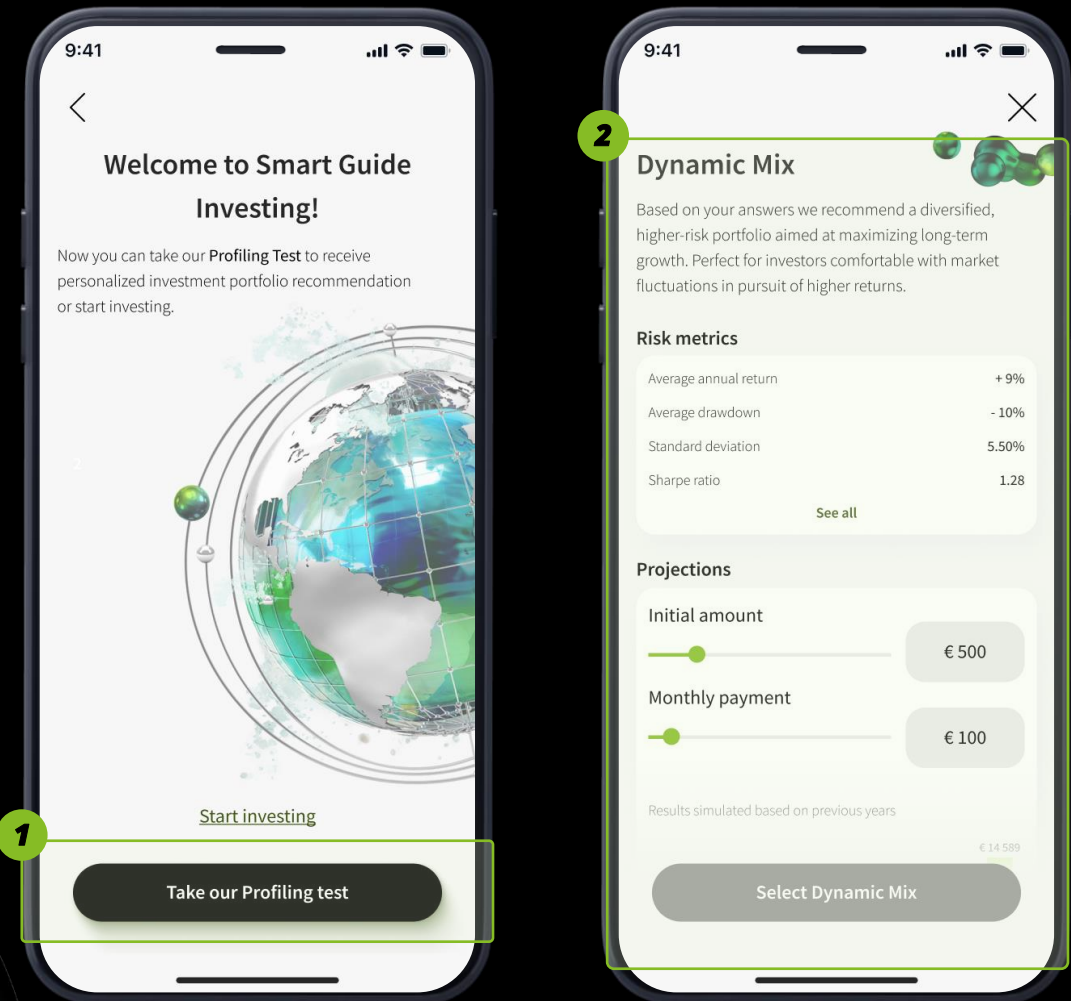 9:41
Welcome to Smart Guide
Investing!
Now you can take our Profiling Test to receive
personalized investment portfolio recommendation
or start investing.
2
Start investing
1
Take our Profiling test
9:41
2
Dynamic Mix
Based on your answers we recommend a diversified,
higher-risk portfolio aimed at maximizing long-term
growth. Perfect for investors comfortable with market
fluctuations in pursuit of higher returns.
Risk metrics
Average annual return + 9%
Average drawdown - 10%
Standard deviation 5.50%
Sharpe ratio 1.28
See all
Projections
Initial amount
€ 500
Monthly payment
€ 100
Results simulated based on previous years
€ 14 589
Select Dynamic Mix